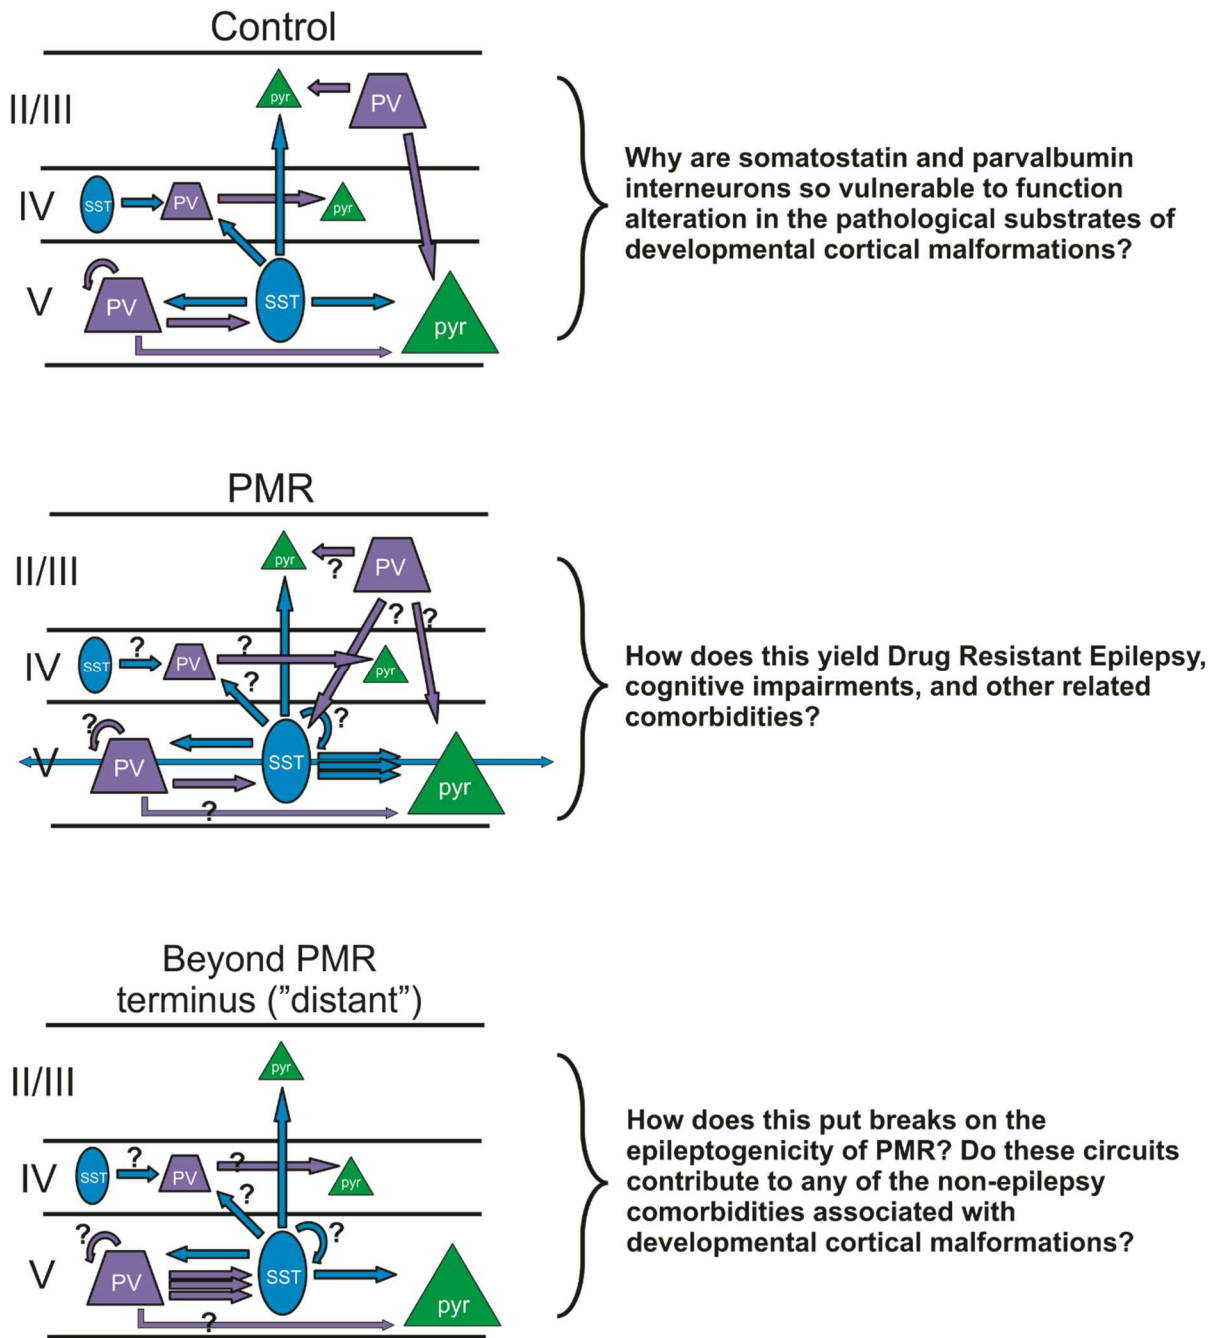 Control
II/III
pyr
PV
Why are somatostatin and parvalbumin
interneurons so vulnerable to function
alteration in the pathological substrates of
developmental cortical malformations?
IV
SST
PV
pyr
V
PV
SST
pyr
PMR
II/III
pyr
?
PV
?
?
How does this yield Drug Resistant Epilepsy,
cognitive impairments, and other related
comorbidities?
IV
SST
?
PV
?
?
pyr
V
?
PV
SST
?
pyr
?
Beyond PMR
terminus ("distant")
II/III
pyr
How does this put breaks on the
epileptogenicity of PMR? Do these circuits
contribute to any of the non-epilepsy
comorbidities associated with
developmental cortical malformations?
IV
SST
?
PV
?
?
pyr
V
?
PV
SST
?
pyr
?